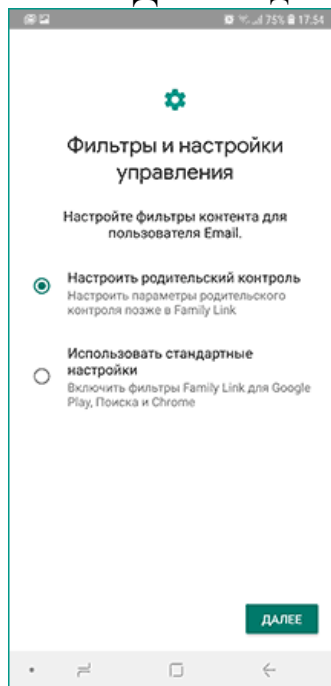 75% 17:54
Фильтры и настройки
управления
Настройте фильтры контента для
пользователя Email.
Настроить родительский контроль
Настроить параметры родительского
контроля позже в Family Link
Использовать стандартные
настройки
Включить фильтры Family Link для Google
Play, Поиска и Chrome
ДАЛЕЕ